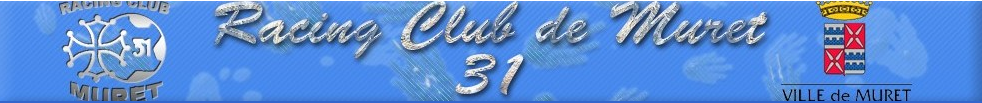 RACING CLUB
31
MURET
Racing Club de Muret
31
VILLE de MURET